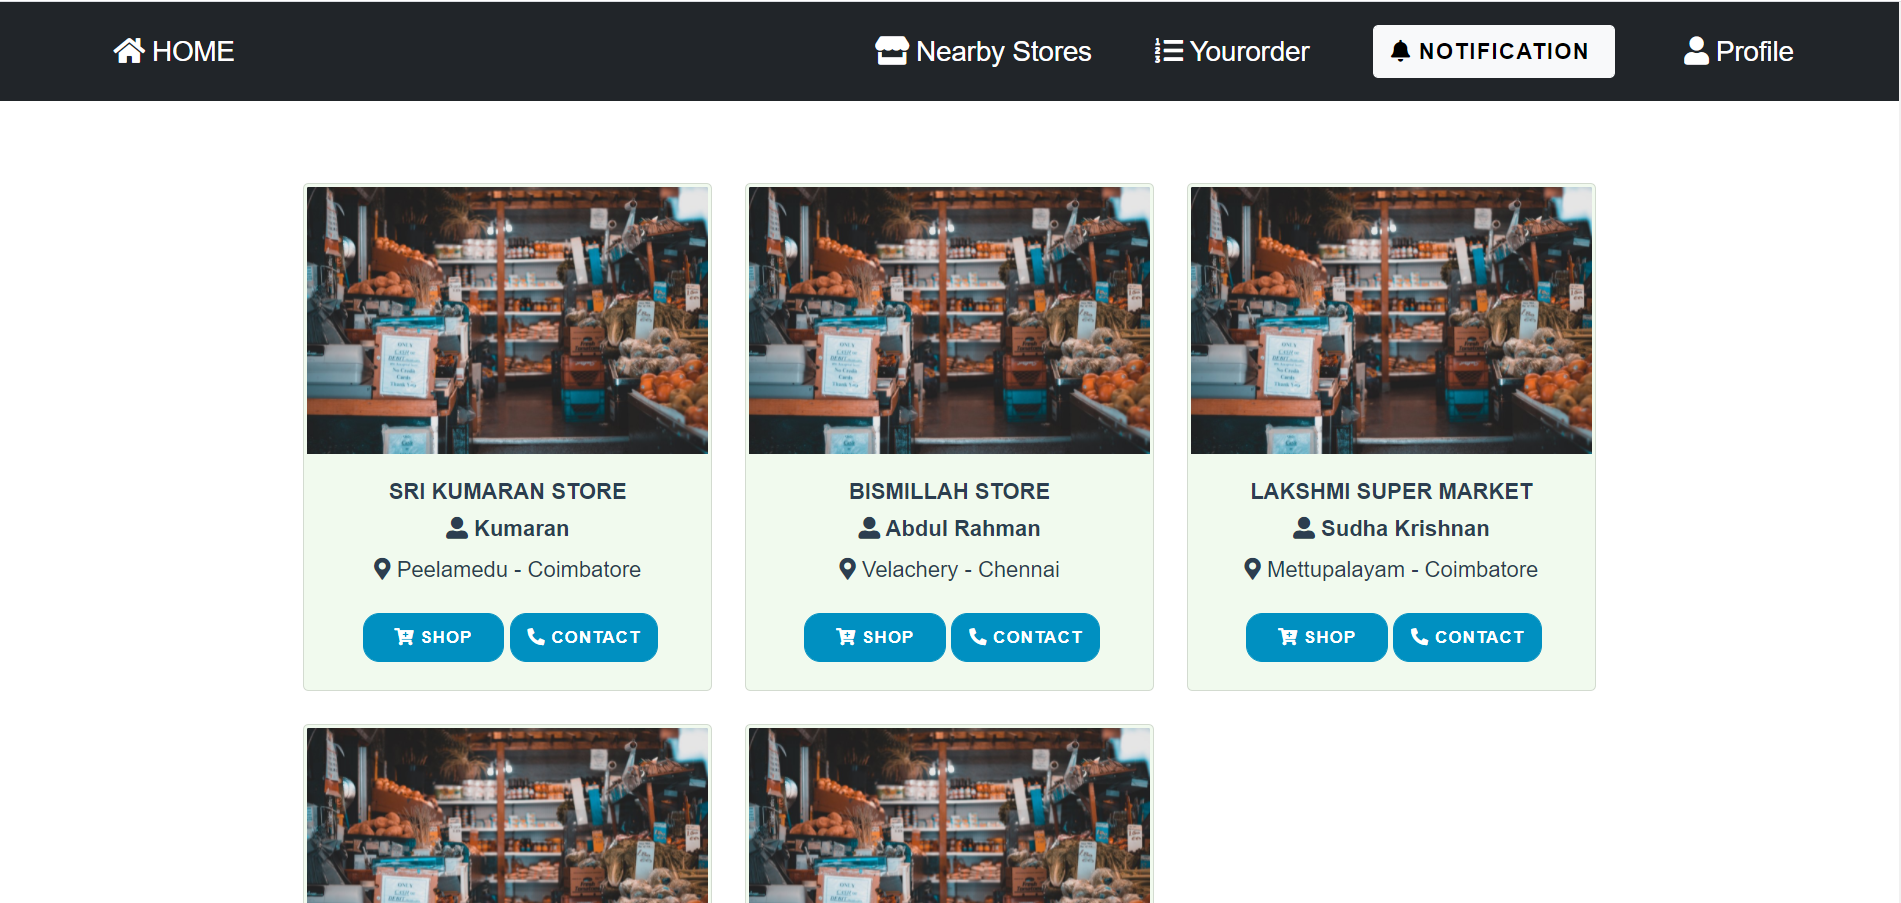 HOME
Nearby Stores
Yourorder
NOTIFICATION
Profile
SRI KUMARAN STORE
Kumaran
Peelamedu - Coimbatore
SHOP
CONTACT
BISMILLAH STORE
Abdul Rahman
Velachery - Chennai
SHOP
CONTACT
LAKSHMI SUPER MARKET
Sudha Krishnan
Mettupalayam - Coimbatore
SHOP
CONTACT